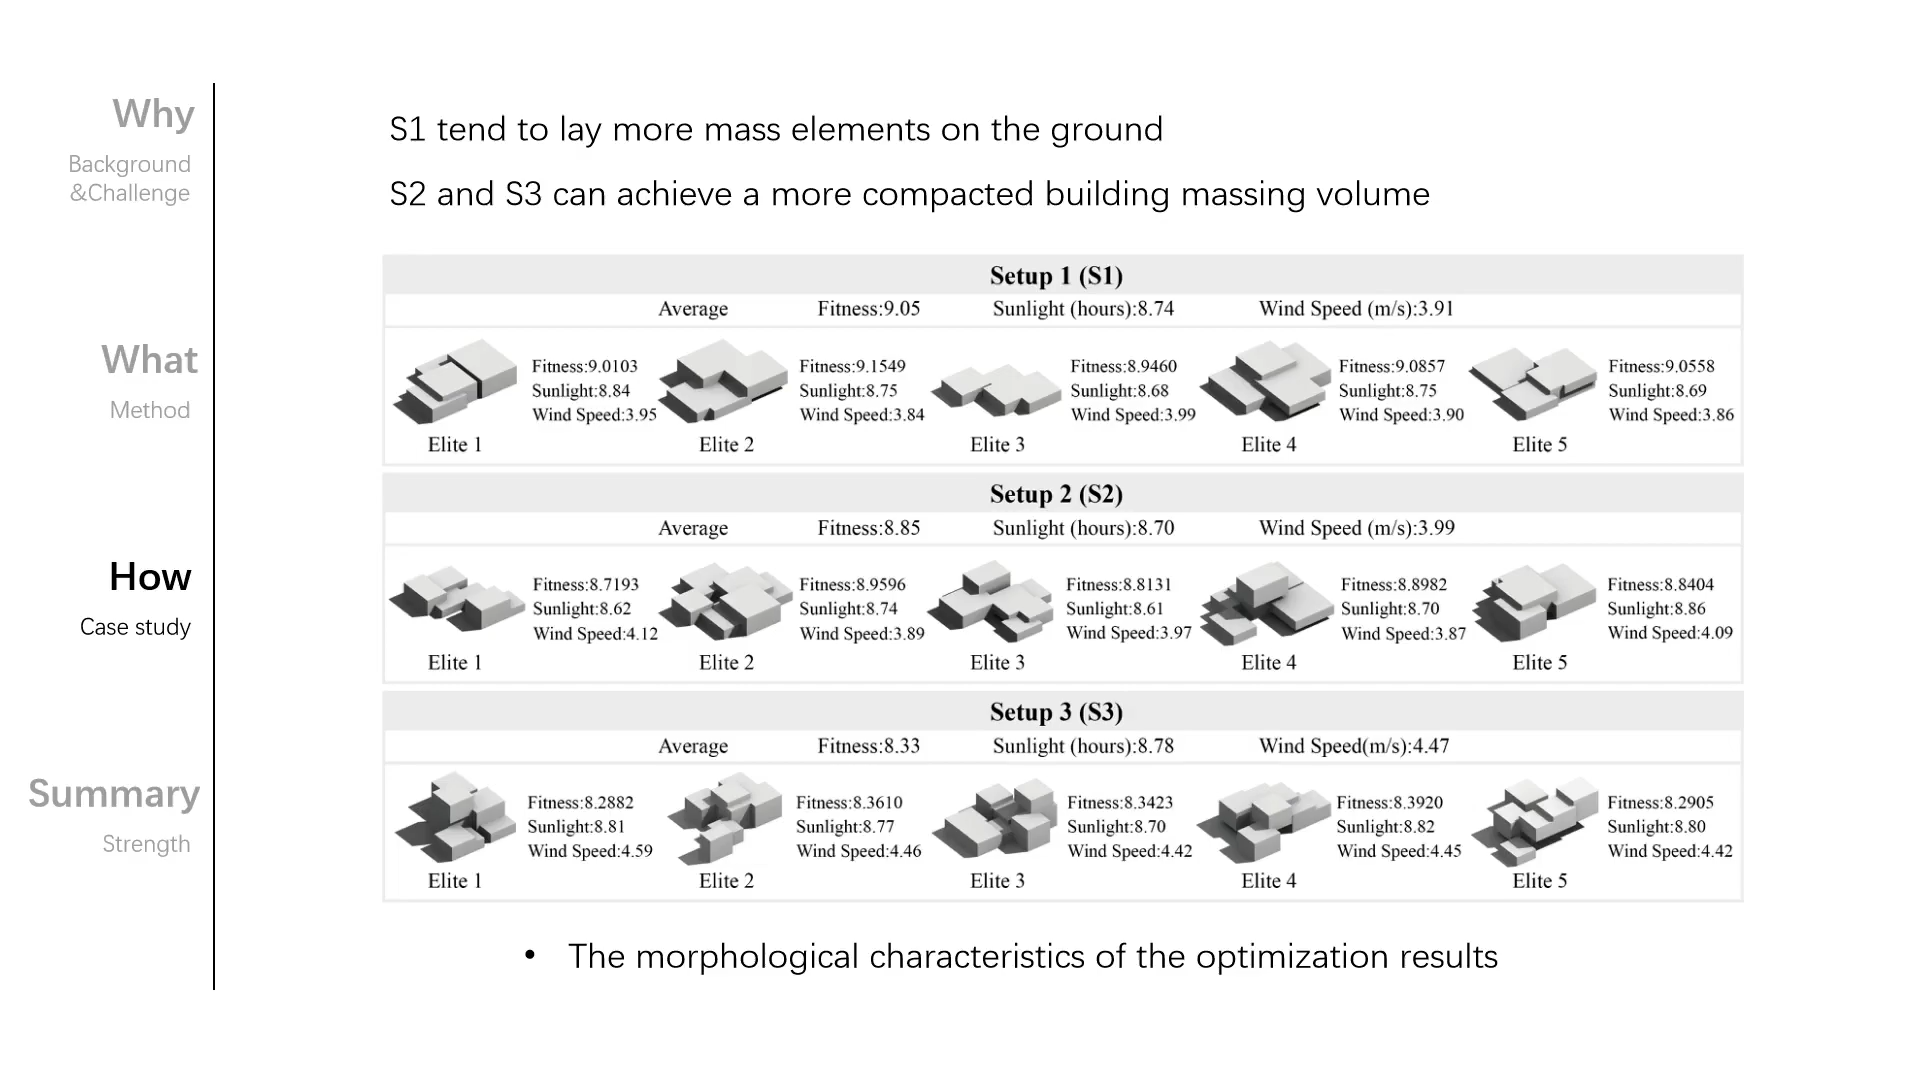 Why
Background
&Challenge
What
Method
How
Case study
Summary
Strength
S1 tend to lay more mass elements on the ground
S2 and S3 can achieve a more compacted building massing volume
Setup 1 (S1)
Average Fitness:9.05 Sunlight (hours):8.74 Wind Speed (m/s):3.91
Fitness:9.0103
Sunlight:8.84
Wind Speed:3.95
Elite 1
Fitness:9.1549
Sunlight:8.75
Wind Speed:3.84
Elite 2
Fitness:8.9460
Sunlight:8.68
Wind Speed:3.99
Elite 3
Fitness:9.0857
Sunlight:8.75
Wind Speed:3.90
Elite 4
Fitness:9.0558
Sunlight:8.69
Wind Speed:3.86
Elite 5
Setup 2 (S2)
Average Fitness:8.85 Sunlight (hours):8.70 Wind Speed (m/s):3.99
Fitness:8.7193
Sunlight:8.62
Wind Speed:4.12
Elite 1
Fitness:8.9596
Sunlight:8.74
Wind Speed:3.89
Elite 2
Fitness:8.8131
Sunlight:8.61
Wind Speed:3.97
Elite 3
Fitness:8.8982
Sunlight:8.70
Wind Speed:3.87
Elite 4
Fitness:8.8404
Sunlight:8.86
Wind Speed:4.09
Elite 5
Setup 3 (S3)
Average Fitness:8.33 Sunlight (hours):8.78 Wind Speed(m/s):4.47
Fitness:8.2882
Sunlight:8.81
Wind Speed:4.59
Elite 1
Fitness:8.3610
Sunlight:8.77
Wind Speed:4.46
Elite 2
Fitness:8.3423
Sunlight:8.70
Wind Speed:4.42
Elite 3
Fitness:8.3920
Sunlight:8.82
Wind Speed:4.45
Elite 4
Fitness:8.2905
Sunlight:8.80
Wind Speed:4.42
Elite 5
• The morphological characteristics of the optimization results